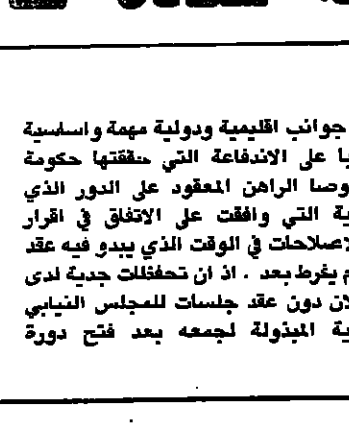 جوانب اقليمية ودولية مهمة واساسية
يا على الاندفاعة التي حققتها حكومة
وصا الراهن المعقود على الدور الذي
ية التي وافقت على الاتفاق في اقرار
لاصلاحات في الوقت الذي يبدو فيه عقد
م يفرط بعد . اذ ان تحفظات جدية لدى
لان دون عقد جلسات للمجلس النيابي
ية المبذولة لجمعه بعد فتح دورة